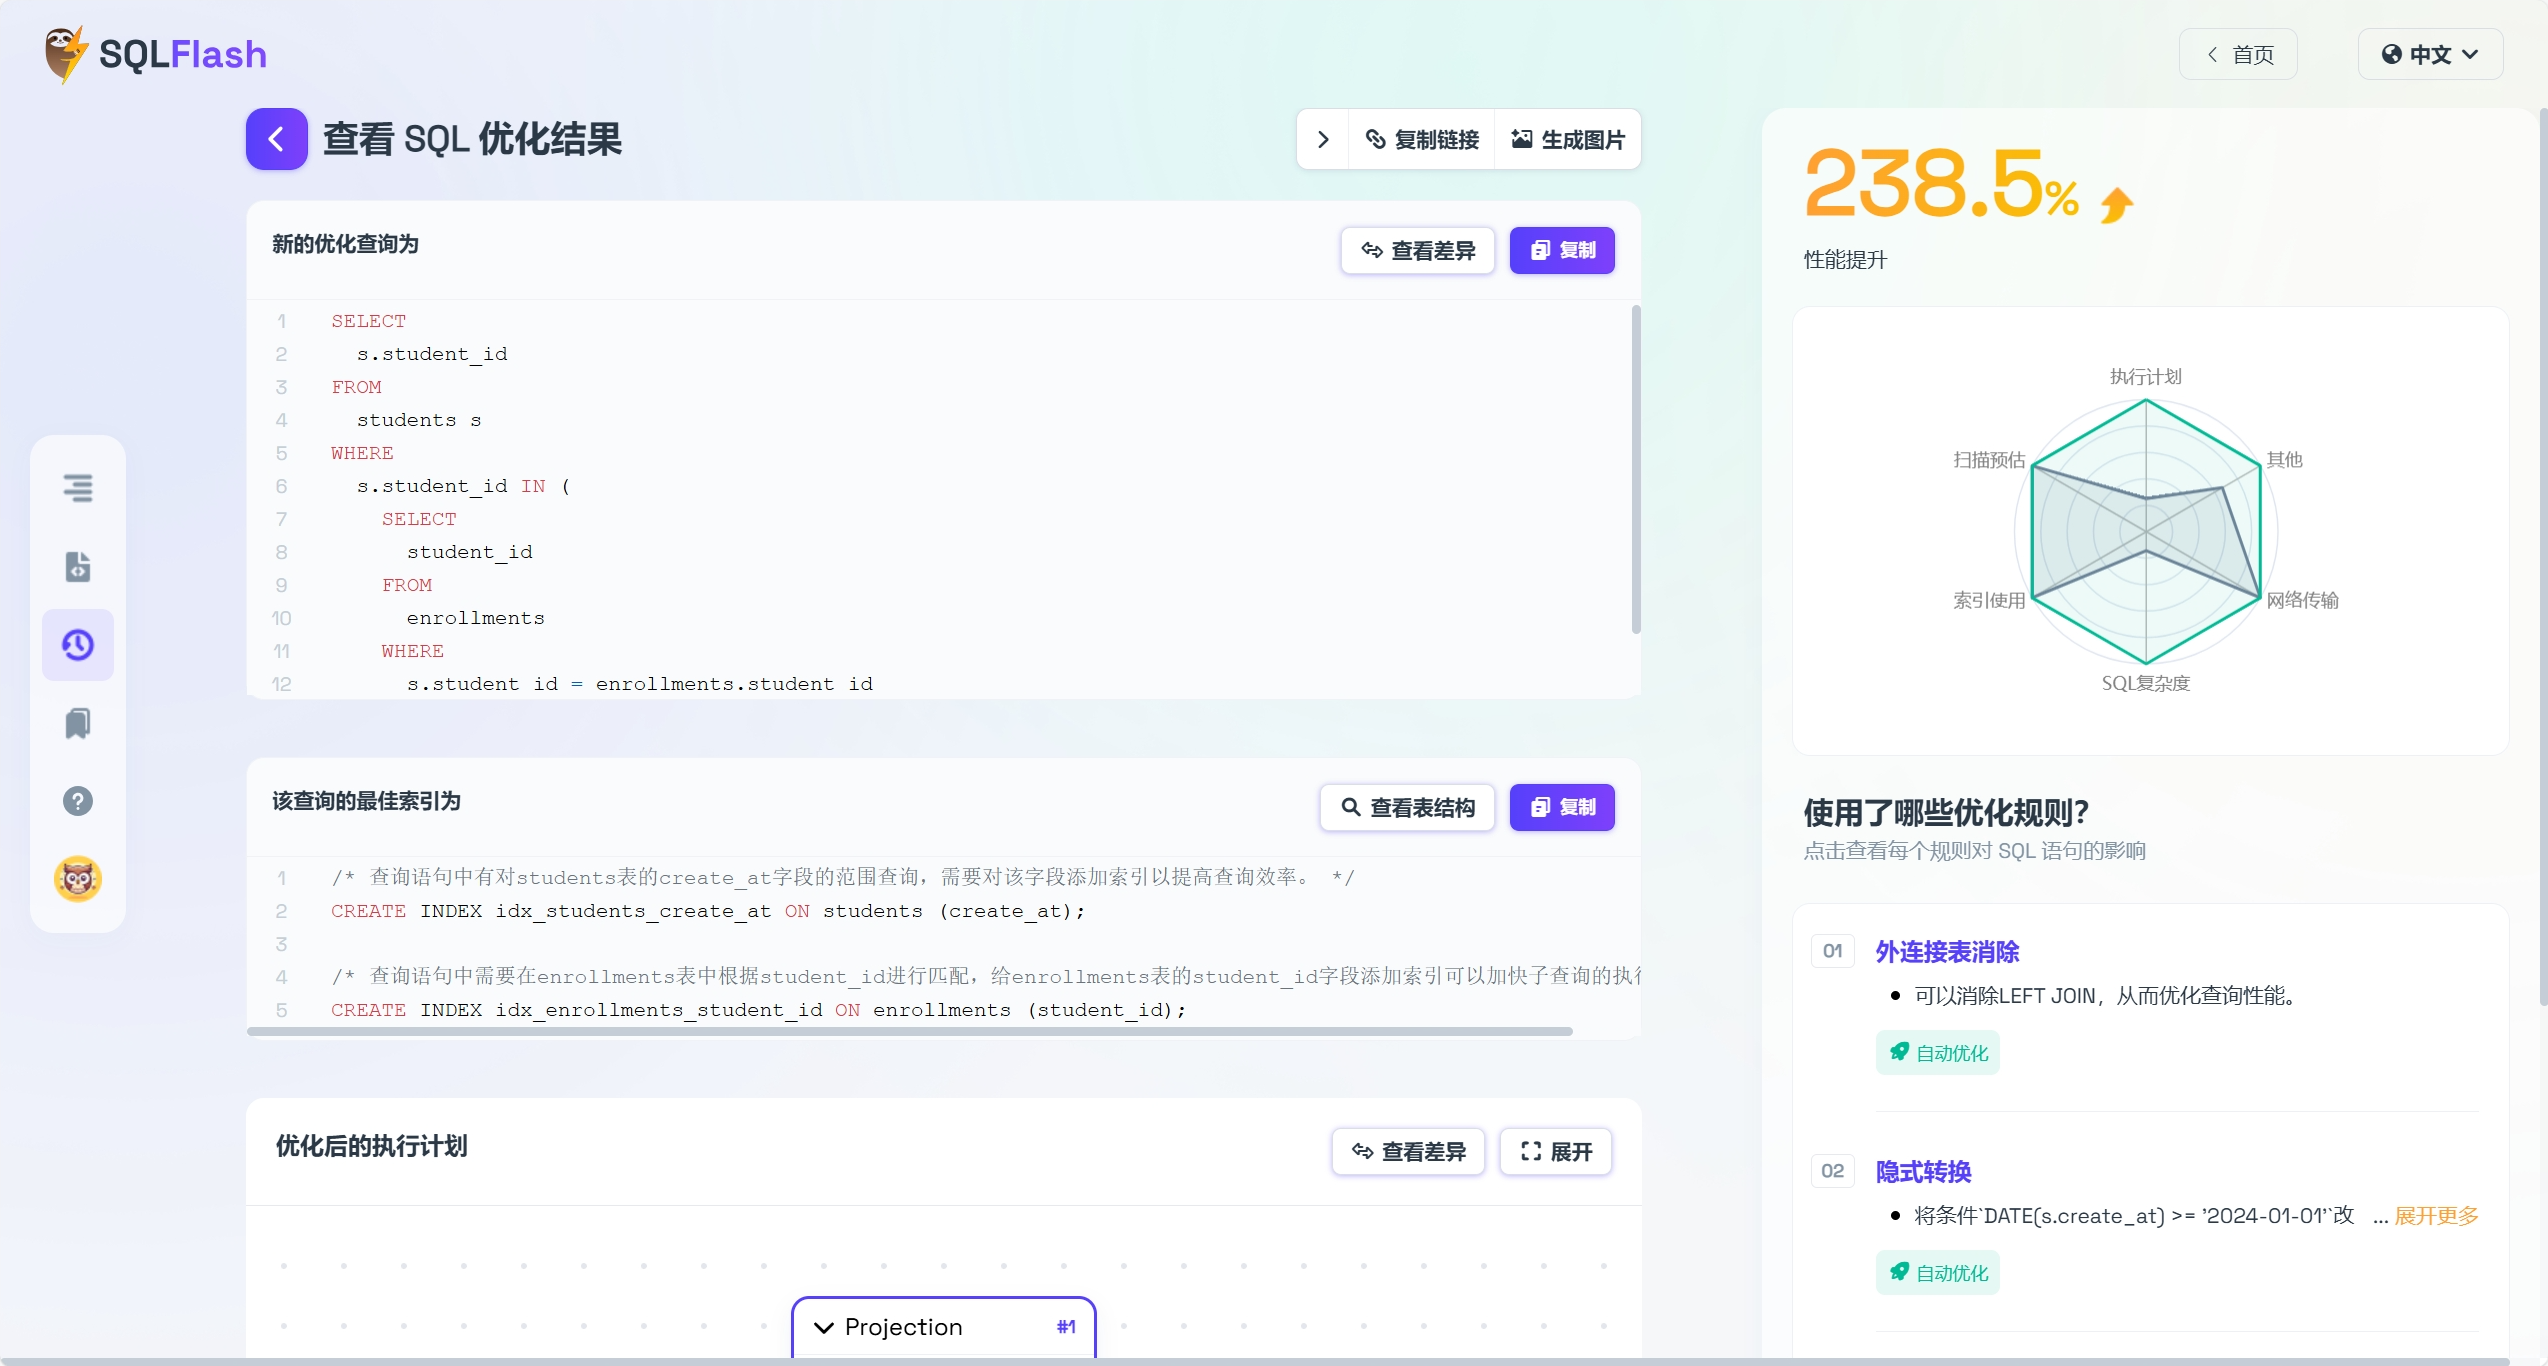 SQLFlash
首页
中文
查看 SQL 优化结果
复制链接
生成图片
新的优化查询为
查看差异
复制
1 SELECT
2 s.student_id
3 FROM
4 students s
5 WHERE
6 s.student_id IN (
7 SELECT
8 student_id
9 FROM
10 enrollments
11 WHERE
12 s.student_id = enrollments.student_id
该查询的最佳索引为
查看表结构
复制
1 /* 查询语句中有对students表的create_at字段的范围查询，需要对该字段添加索引以提高查询效率。 */
2 CREATE INDEX idx_students_create_at ON students (create_at);
3
4 /* 查询语句中需要在enrollments表中根据student_id进行匹配，给enrollments表的student_id字段添加索引可以加快子查询的执行
5 CREATE INDEX idx_enrollments_student_id ON enrollments (student_id);
优化后的执行计划
查看差异
展开
Projection #1
238.5%
性能提升
执行计划
扫描预估
其他
索引使用
网络传输
SQL复杂度
使用了哪些优化规则？
点击查看每个规则对 SQL 语句的影响
01 外连接表消除
• 可以消除LEFT JOIN，从而优化查询性能。
自动优化
02 隐式转换
• 将条件`DATE(s.create_at) >= '2024-01-01'`改 ... 展开更多
自动优化